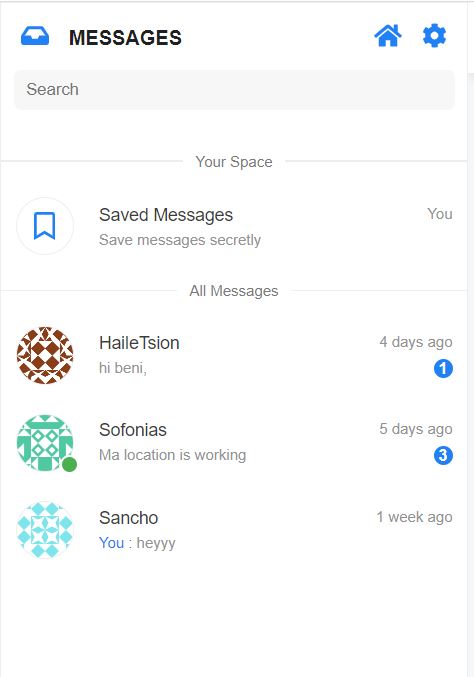 MESSAGES
Search
Your Space
Saved Messages
You
Save messages secretly
All Messages
HaileTsion
4 days ago
hi beni,
1
Sofonias
5 days ago
Ma location is working
3
Sancho
1 week ago
You : heyyy